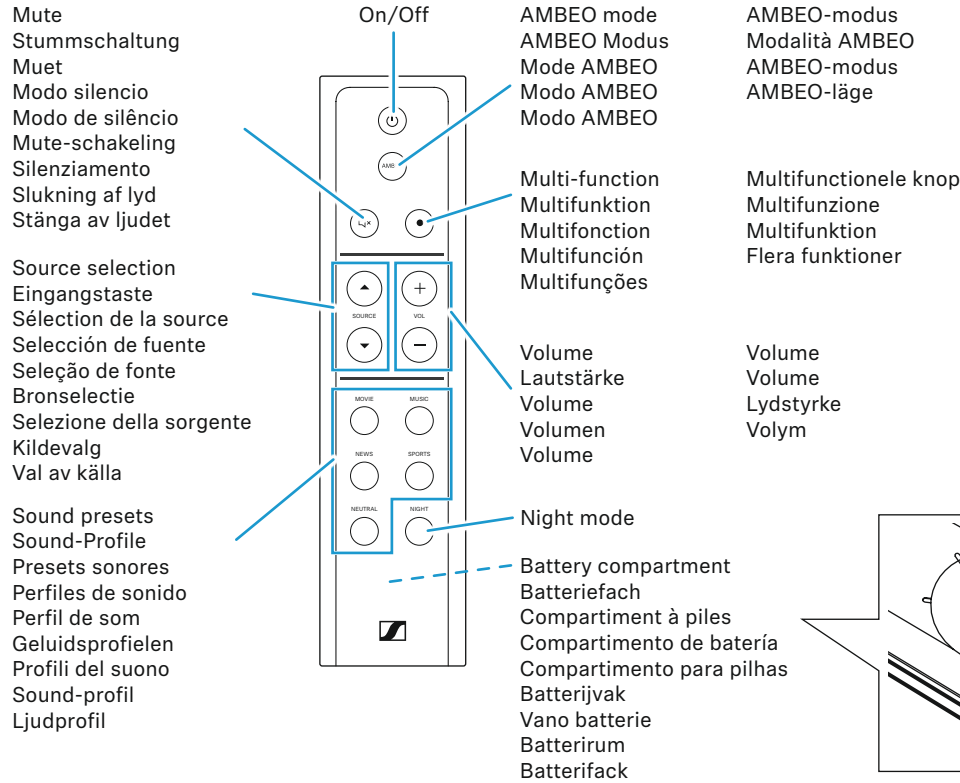 Mute
Stummschaltung
Muet
Modo silencio
Modo de silêncio
Mute-schakeling
Silenziamento
Slukning af lyd
Stänga av ljudet
Source selection
Eingangstaste
Sélection de la source
Selección de fuente
Seleção de fonte
Bronselectie
Selezione della sorgente
Kildevalg
Val av källa
Sound presets
Sound-Profile
Presets sonores
Perfiles de sonido
Perfil de som
Geluidsprofielen
Profili del suono
Sound-profil
Ljudprofil
On/Off
AMB
SOURCE
VOL
MOVIE
MUSIC
NEWS
SPORTS
NEUTRAL
NIGHT
AMBEO mode
AMBEO Modus
Mode AMBEO
Modo AMBEO
Modo AMBEO
AMBEO-modus
Modalità AMBEO
AMBEO-modus
AMBEO-läge
Multi-function
Multifunktion
Multifonction
Multifunción
Multifunções
Multifunctionele knop
Multifunzione
Multifunktion
Flera funktioner
Volume
Lautstärke
Volume
Volumen
Volume
Volume
Volume
Lydstyrke
Volym
Night mode
Battery compartment
Batteriefach
Compartiment à piles
Compartimento de batería
Compartimento para pilhas
Batterijvak
Vano batterie
Batterirum
Batterifack